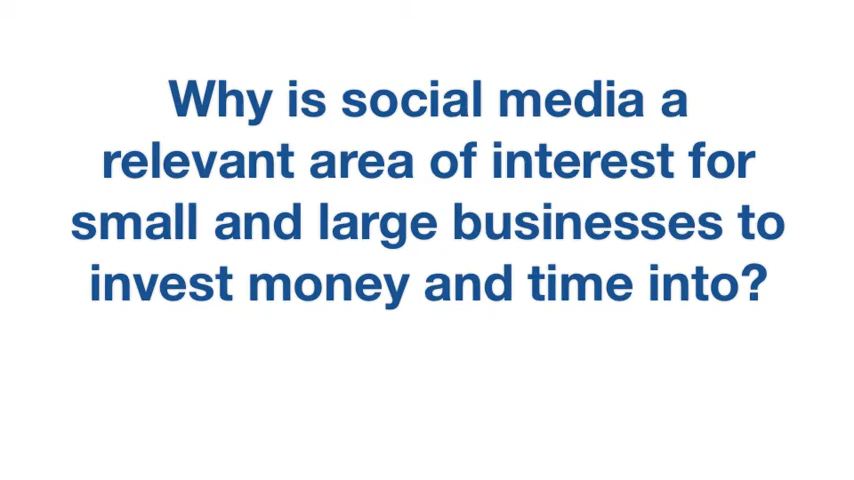 Why is social media a
relevant area of interest for
small and large businesses to
invest money and time into?